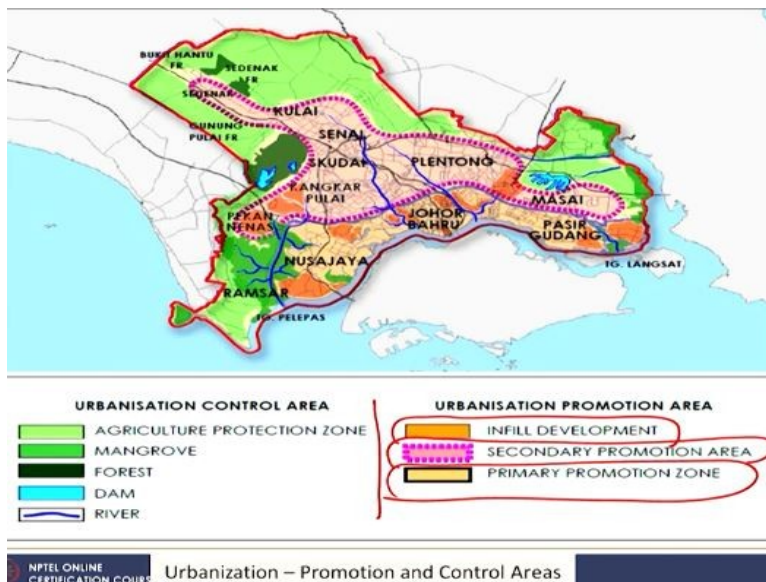 BUKIT HANTU
FR
SEDENAK
FR
SEDENAK
KULAI
GUNUNG
PULAI FR
SENAI
SKUDAI
PLENTONG
KANGKAR
PULAI
MASAI
PEKAN
NENAS
JOHOR
BAHRU
PASIR
GUDANG
NUSAJAYA
TG. LANGSAT
RAMSAR
TG. PELEPAS
URBANISATION CONTROL AREA
AGRICULTURE PROTECTION ZONE
MANGROVE
FOREST
DAM
RIVER
URBANISATION PROMOTION AREA
INFILL DEVELOPMENT
SECONDARY PROMOTION AREA
PRIMARY PROMOTION ZONE
NPTEL ONLINE
CERTIFICATION COURS
Urbanization – Promotion and Control Areas